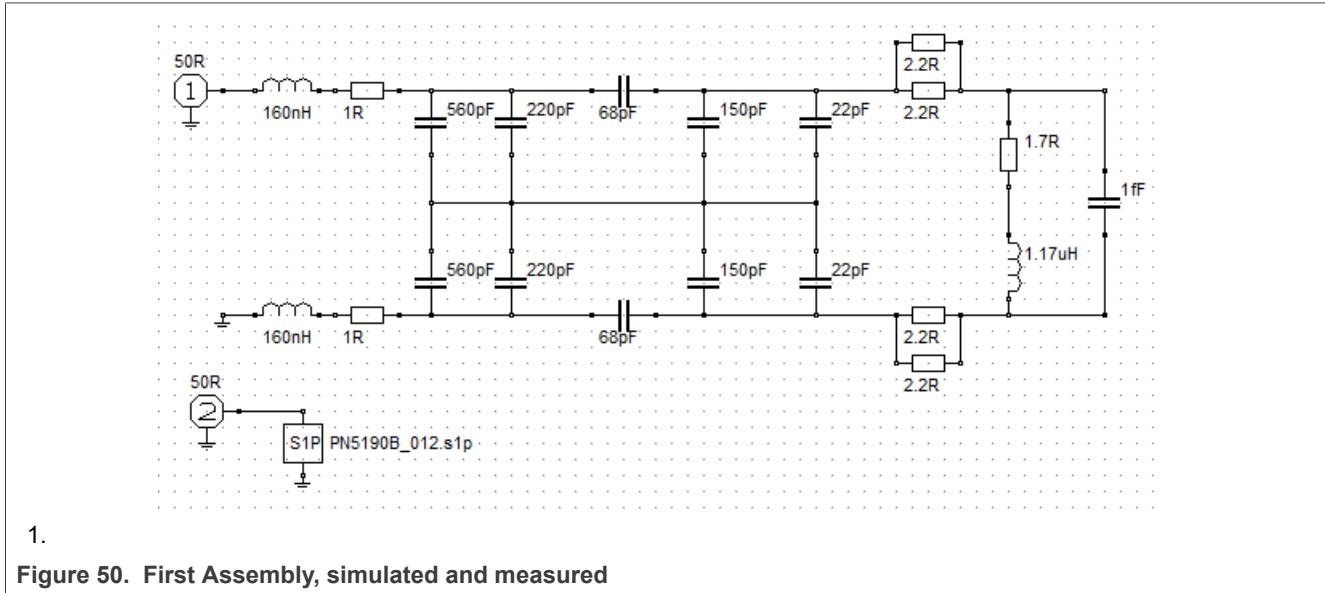 50R
1
160nH
1R
560pF
220pF
68pF
150pF
22pF
2.2R
2.2R
1.7R
1fF
1.17uH
560pF
220pF
150pF
22pF
160nH
1R
68pF
2.2R
2.2R
50R
2
S1P PN5190B_012.s1p
1.
Figure 50. First Assembly, simulated and measured